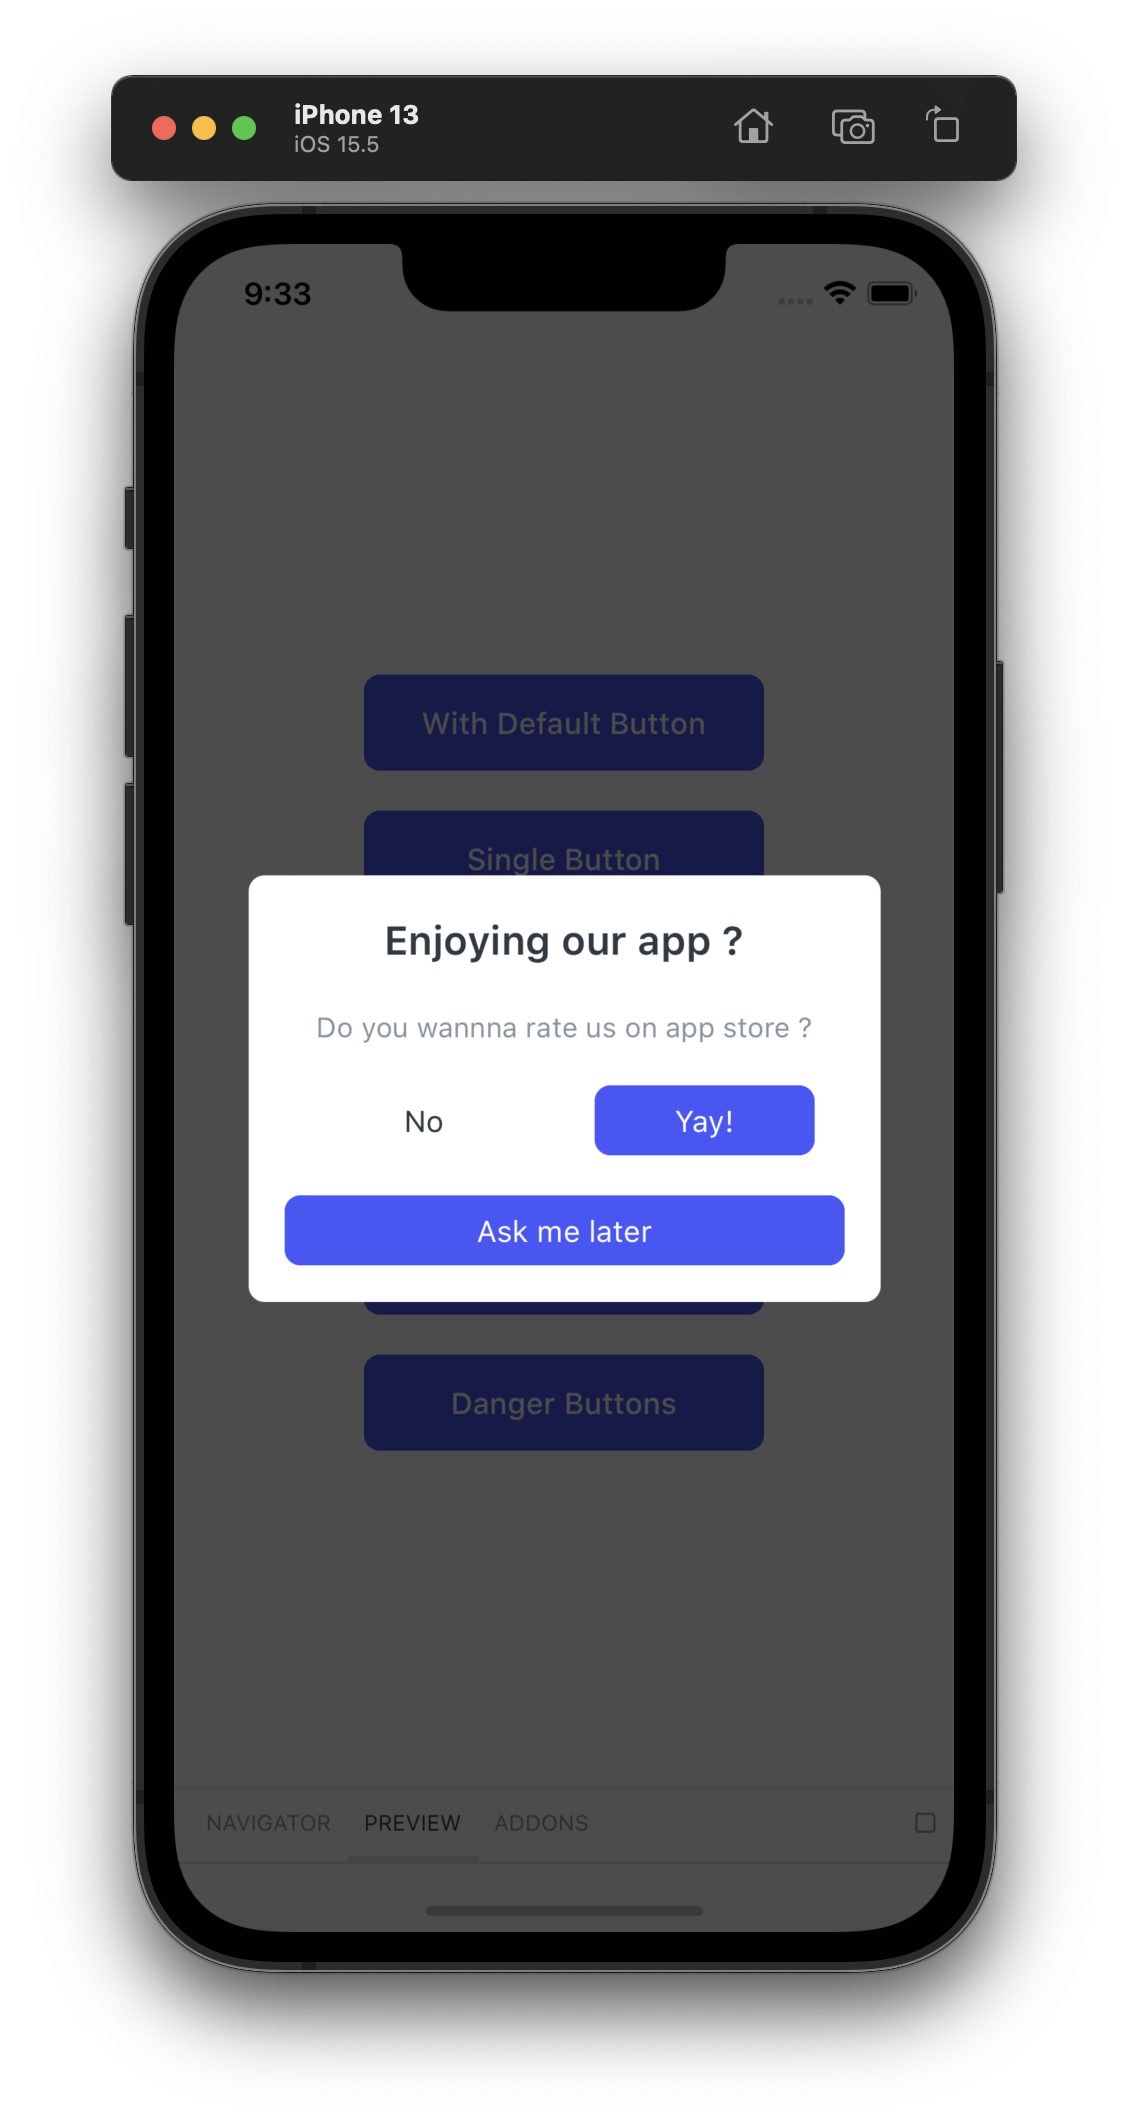 iPhone 13
iOS 15.5
9:33
With Default Button
Single Button
Enjoying our app ?
Do you wannna rate us on app store ?
No
Yay!
Ask me later
Danger Buttons
NAVIGATOR PREVIEW ADDONS